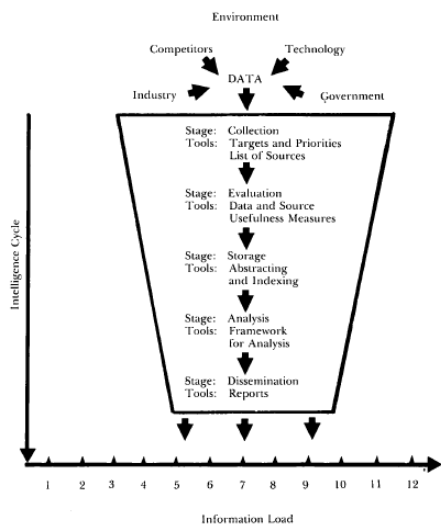 Environment
Competitors Technology
DATA
Industry Government
Stage: Collection
Tools: Targets and Priorities
List of Sources
Stage: Evaluation
Tools: Data and Source
Usefulness Measures
Stage: Storage
Tools: Abstracting
and Indexing
Stage: Analysis
Tools: Framework
for Analysis
Stage: Dissemination
Tools: Reports
Intelligence Cycle
1 2 3 4 5 6 7 8 9 10 11 12
Information Load